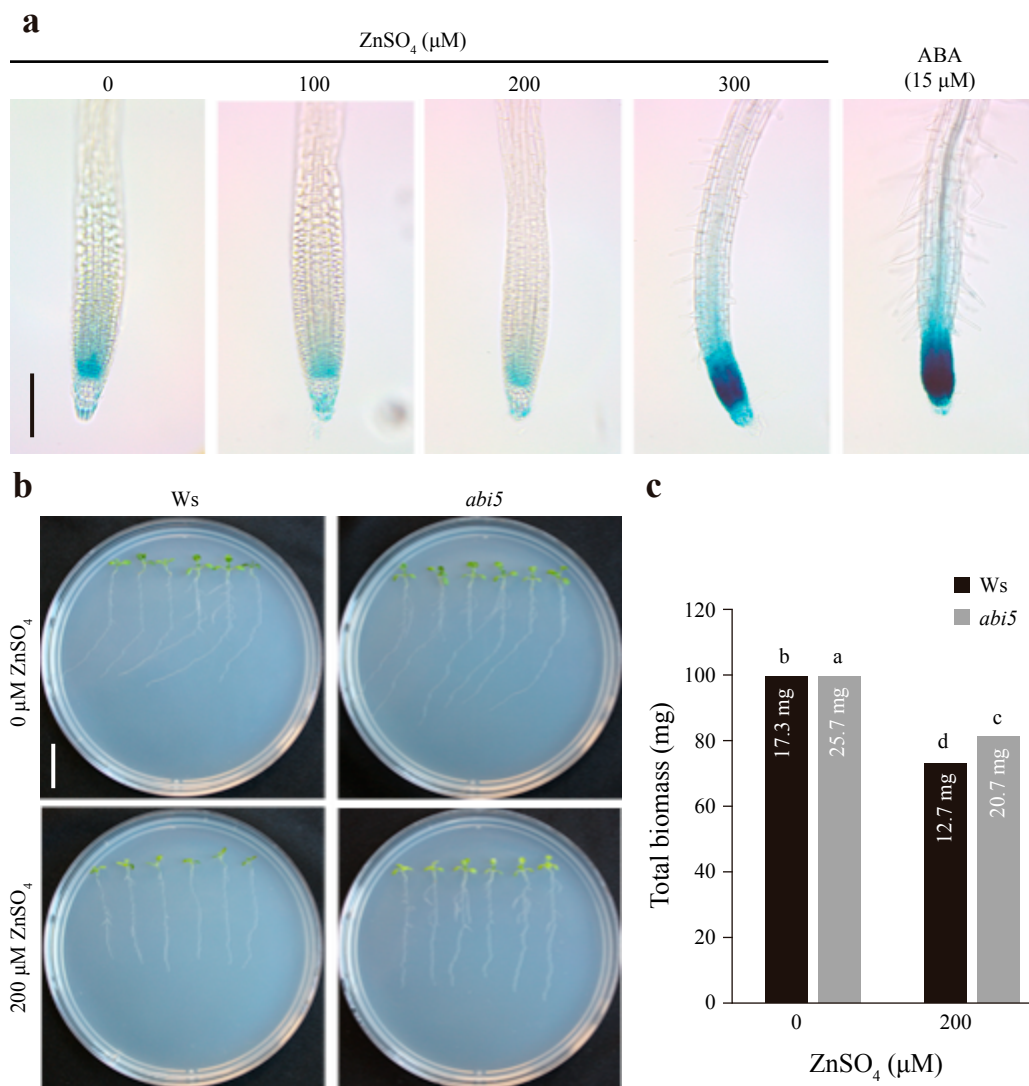 a
ZnSO₄ (μM)
0 100 200 300
ABA
(15 μM)
b
Ws abi5
0 μM ZnSO₄
200 μM ZnSO₄
c
Ws
abi5
Total biomass (mg)
120
100
80
60
40
20
0
b a d c
17.3 mg 25.7 mg 12.7 mg 20.7 mg
0 200
ZnSO₄ (μM)